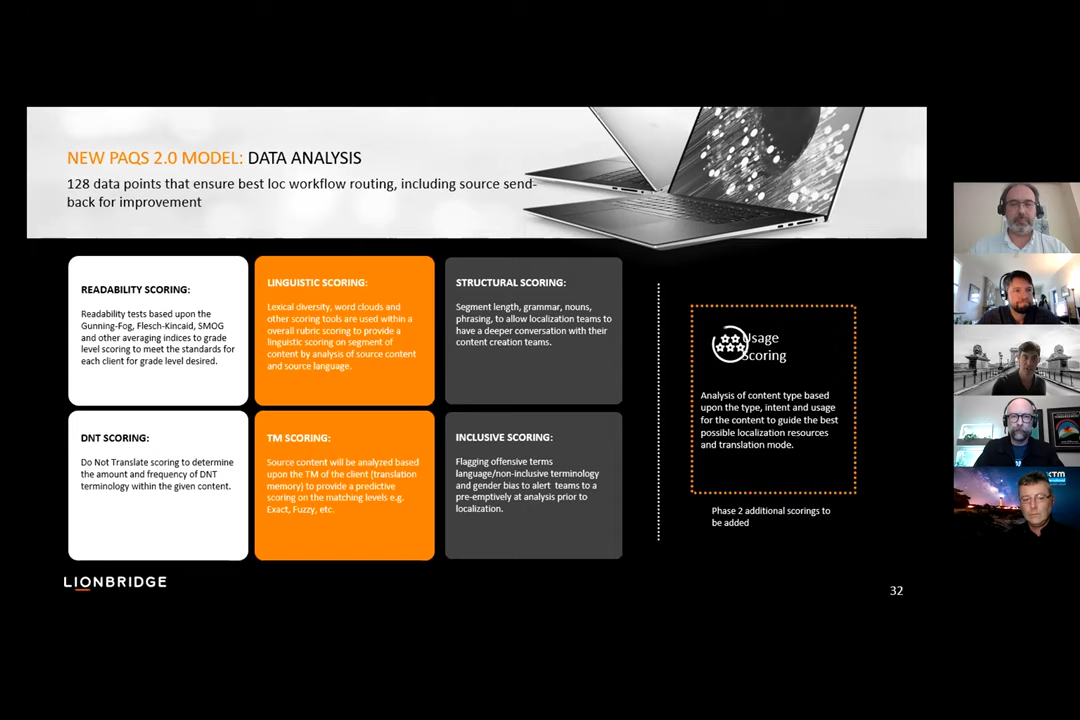 NEW PAQS 2.0 MODEL: DATA ANALYSIS
128 data points that ensure best loc workflow routing, including source send-
back for improvement
READABILITY SCORING:
Readability tests based upon the
Gunning-Fog, Flesch-Kincaid, SMOG
and other averaging indices to grade
level scoring to meet the standards for
each client for grade level desired.
LINGUISTIC SCORING:
Lexical diversity, word clouds and
other scoring tools are used within a
overall rubric scoring to provide a
linguistic scoring on segment of
content by analysis of source content
and source language.
STRUCTURAL SCORING:
Segment length, grammar, nouns,
phrasing, to allow localization teams to
have a deeper conversation with their
content creation teams.
DNT SCORING:
Do Not Translate scoring to determine
the amount and frequency of DNT
terminology within the given content.
TM SCORING:
Source content will be analyzed based
upon the TM of the client (translation
memory) to provide a predictive
scoring on the matching levels e.g.
Exact, Fuzzy, etc.
INCLUSIVE SCORING:
Flagging offensive terms
language/non-inclusive terminology
and gender bias to alert teams to a
pre-emptively at analysis prior to
localization.
Usage
scoring
Analysis of content type based
upon the type, intent and usage
for the content to guide the best
possible localization resources
and translation mode.
Phase 2 additional scorings to
be added
LIONBRIDGE
32
KTM